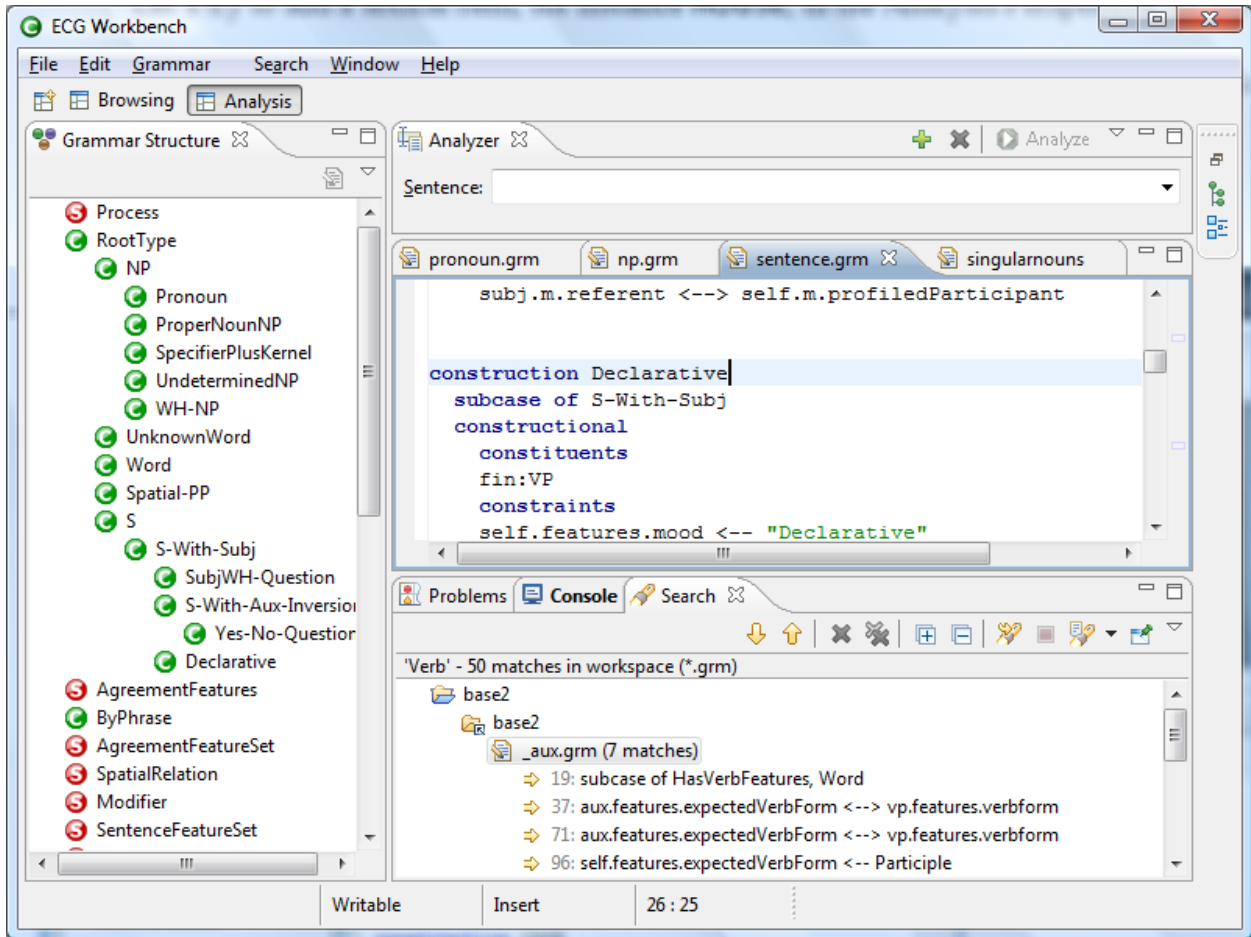 ECG Workbench
File Edit Grammar Search Window Help
Browsing Analysis
Grammar Structure
Process
RootType
NP
Pronoun
ProperNounNP
SpecifierPlusKernel
UndeterminedNP
WH-NP
UnknownWord
Word
Spatial-PP
S
S-With-Subj
SubjWH-Question
S-With-Aux-Inversion
Yes-No-Question
Declarative
AgreementFeatures
ByPhrase
AgreementFeatureSet
SpatialRelation
Modifier
SentenceFeatureSet
Analyzer Analyze
Sentence:
pronoun.grm np.grm sentence.grm singularnouns
subj.m.referent <--> self.m.profiledParticipant
construction Declarative
subcase of S-With-Subj
constructional
constituents
fin:VP
constraints
self.features.mood <-- "Declarative"
Problems Console Search
'Verb' - 50 matches in workspace (*.grm)
base2
base2
_aux.grm (7 matches)
19: subcase of HasVerbFeatures, Word
37: aux.features.expectedVerbForm <--> vp.features.verbform
71: aux.features.expectedVerbForm <--> vp.features.verbform
96: self.features.expectedVerbForm <-- Participle
Writable Insert 26 : 25